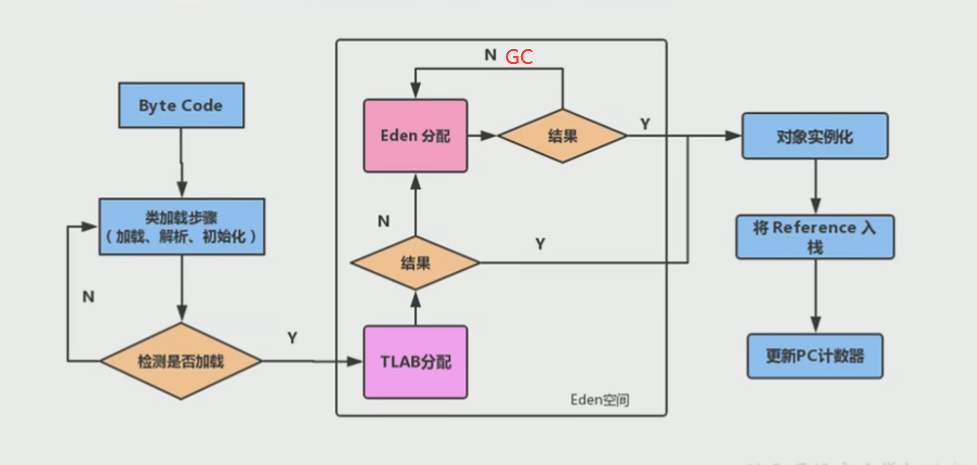 Byte Code
类加载步骤
（加载、解析、初始化）
N
检测是否加载
Y
N GC
Eden 分配
结果
Y
N
结果
Y
TLAB分配
Eden空间
对象实例化
将 Reference 入
栈
更新PC计数器